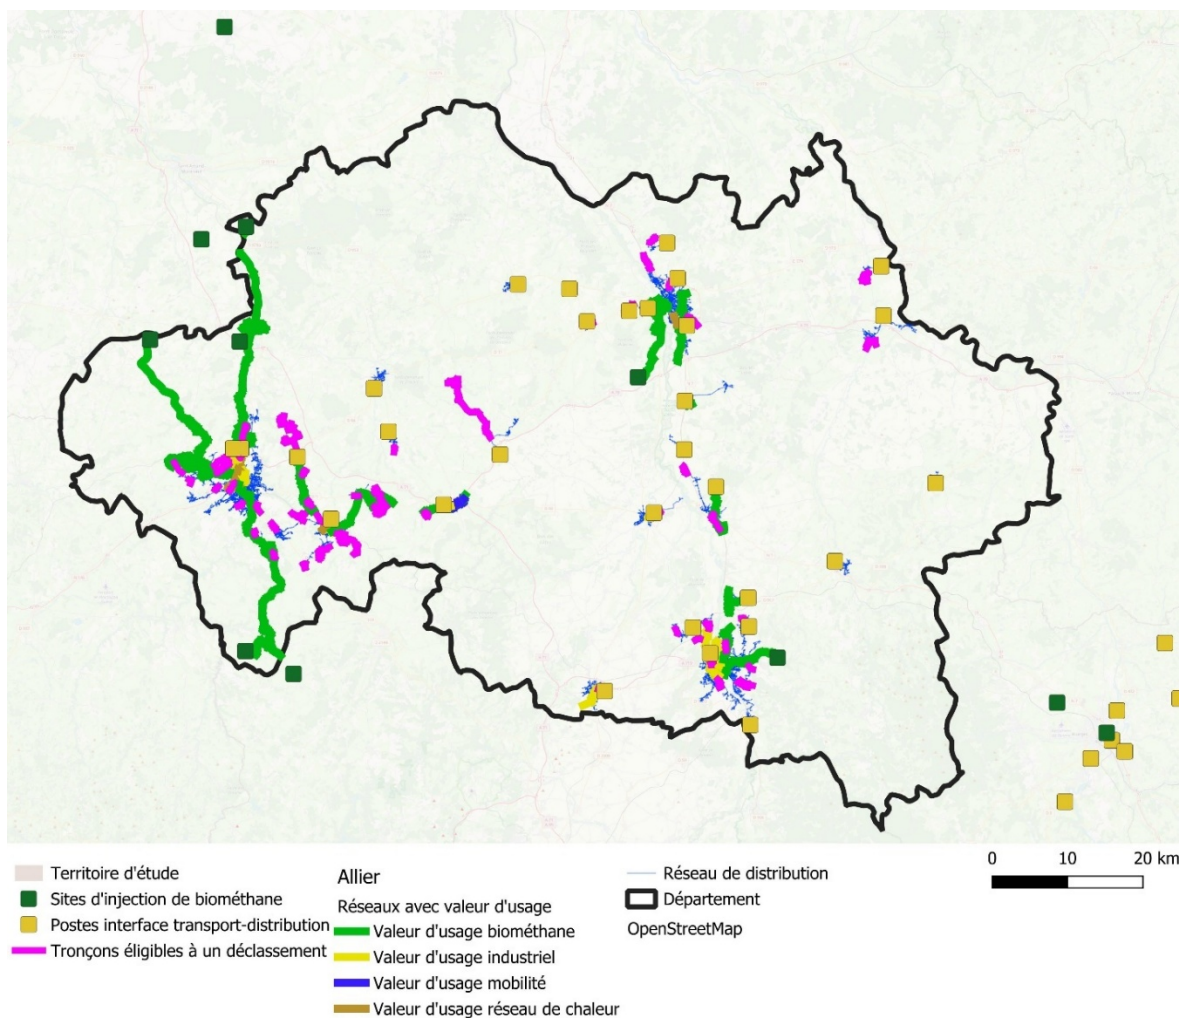 0 10 20 km
Territoire d'étude
Sites d'injection de biométhane
Postes interface transport-distribution
Tronçons éligibles à un déclassement
Allier
Réseaux avec valeur d'usage
Valeur d'usage biométhane
Valeur d'usage industriel
Valeur d'usage mobilité
Valeur d'usage réseau de chaleur
Réseau de distribution
Département
OpenStreetMap